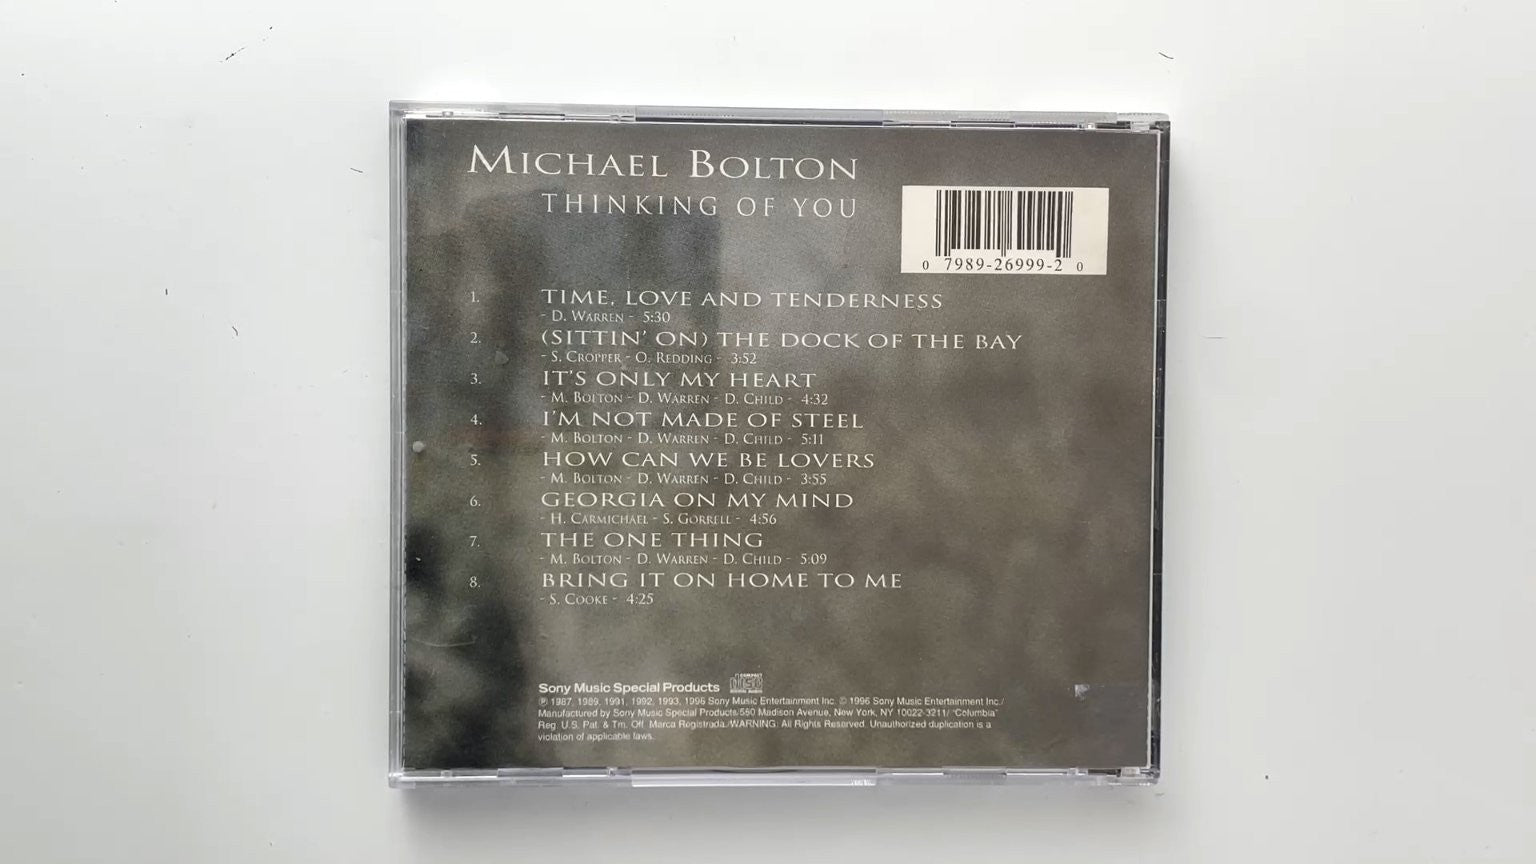 MICHAEL BOLTON
THINKING OF YOU
0 7989-26999-2 0
1. TIME, LOVE AND TENDERNESS
- D. WARREN - 5:30
2. (SITTIN' ON) THE DOCK OF THE BAY
- S. CROPPER - O. REDDING - 3:52
3. IT'S ONLY MY HEART
- M. BOLTON - D. WARREN - D. CHILD - 4:32
4. I'M NOT MADE OF STEEL
- M. BOLTON - D. WARREN - D. CHILD - 5:11
5. HOW CAN WE BE LOVERS
- M. BOLTON - D. WARREN - D. CHILD - 3:55
6. GEORGIA ON MY MIND
- H. CARMICHAEL - S. GORRELL - 4:56
7. THE ONE THING
- M. BOLTON - D. WARREN - D. CHILD - 5:09
8. BRING IT ON HOME TO ME
- S. COOKE - 4:25
Sony Music Special Products COMPACT disc DIGITAL AUDIO
℗ 1987, 1989, 1991, 1992, 1993, 1996 Sony Music Entertainment Inc. © 1996 Sony Music Entertainment Inc./
Manufactured by Sony Music Special Products/550 Madison Avenue, New York, NY 10022-3211/ "Columbia"
Reg. U.S. Pat. & Tm. Off. Marca Registrada./WARNING: All Rights Reserved. Unauthorized duplication is a
violation of applicable laws.